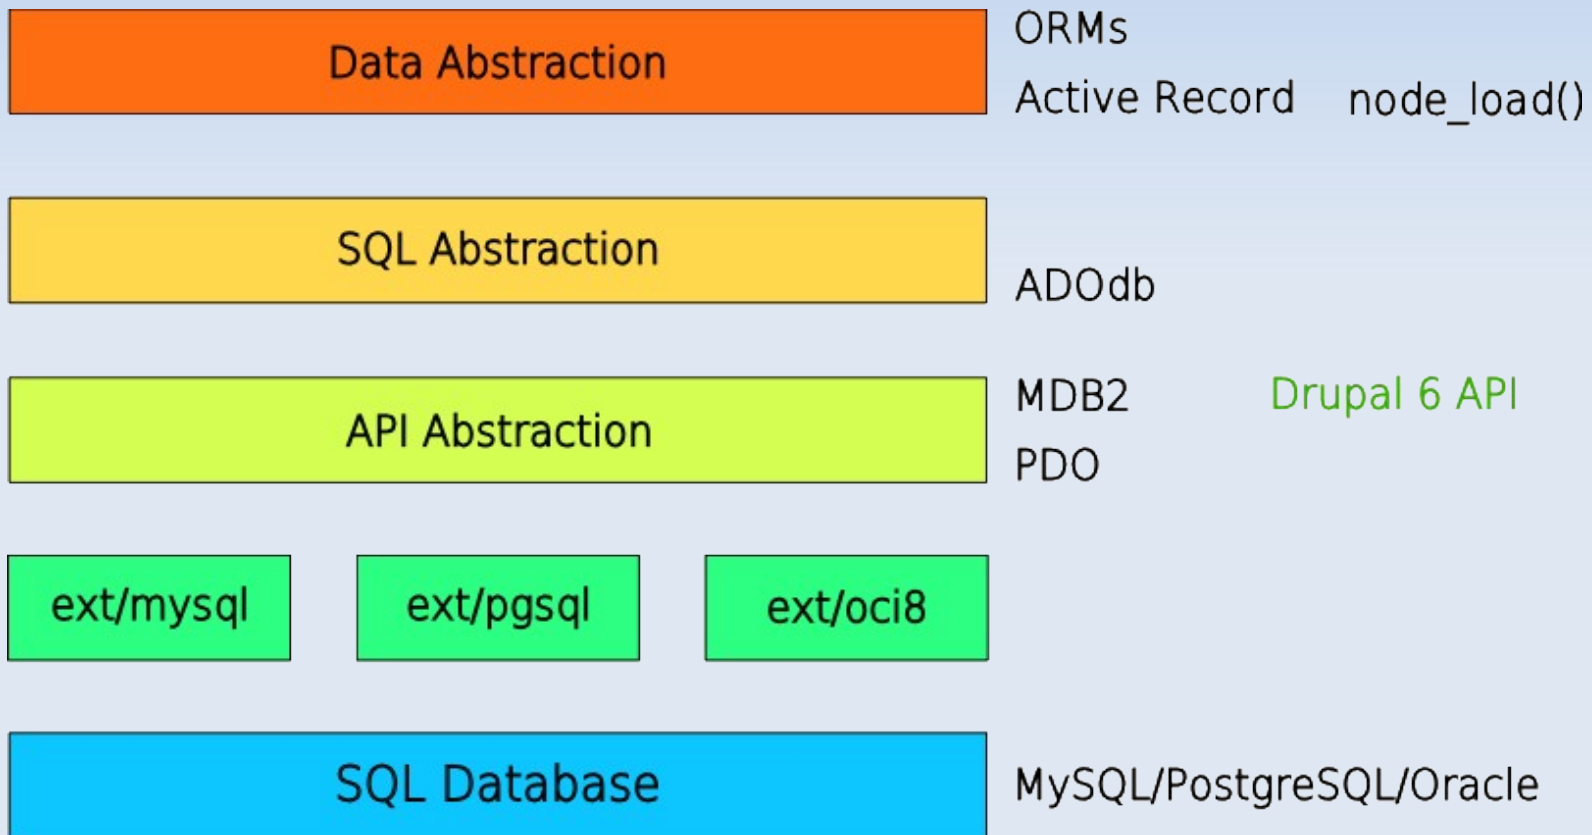 Data Abstraction
ORMs
Active Record node_load()
SQL Abstraction
ADOdb
API Abstraction
MDB2 Drupal 6 API
PDO
ext/mysql ext/pgsql ext/oci8
SQL Database
MySQL/PostgreSQL/Oracle